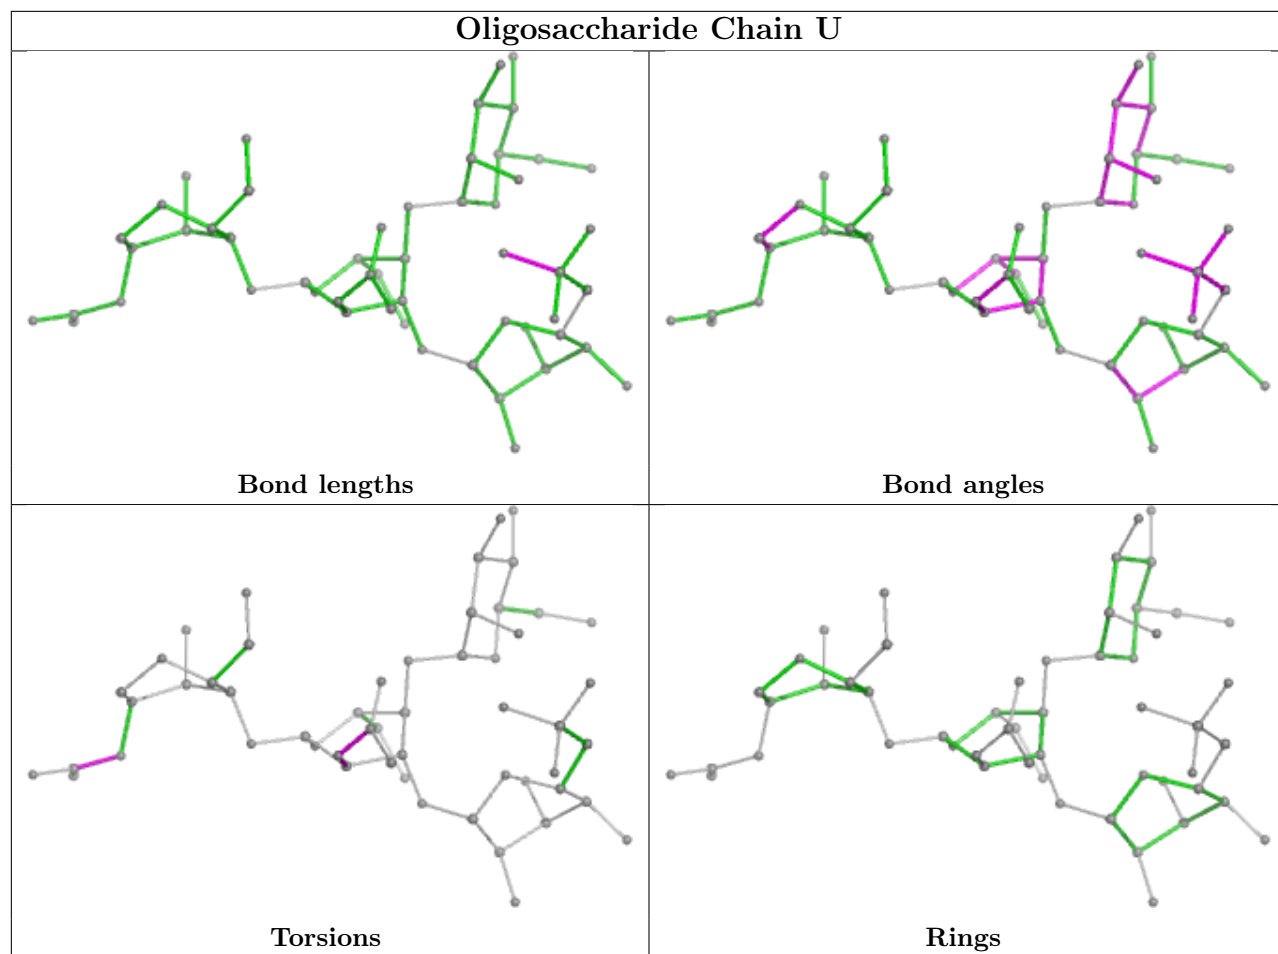 Oligosaccharide Chain U
Bond lengths
Bond angles
Torsions
Rings